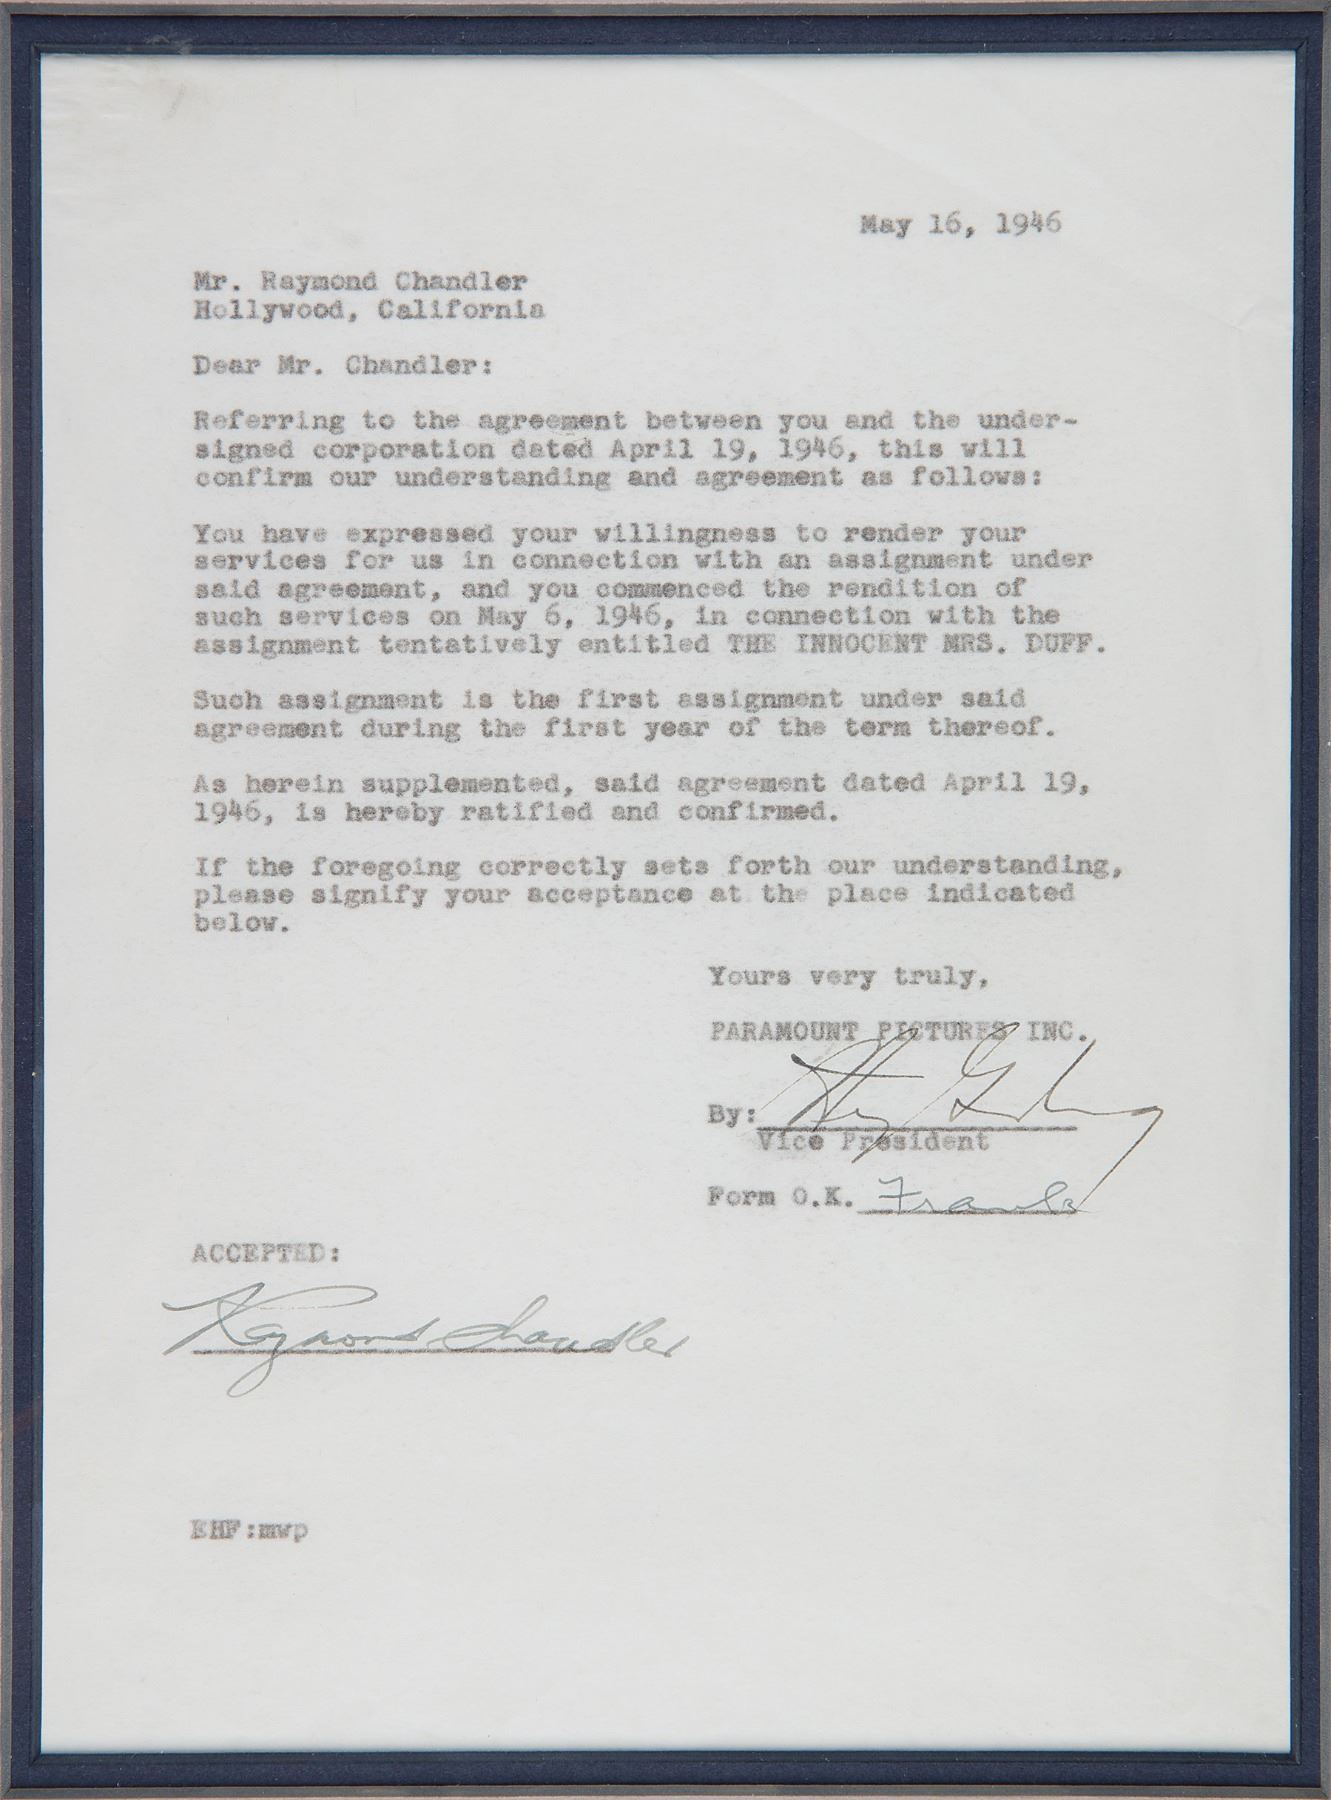 May 16, 1946
Mr. Raymond Chandler
Hollywood, California
Dear Mr. Chandler:
Referring to the agreement between you and the under-
signed corporation dated April 19, 1946, this will
confirm our understanding and agreement as follows:
You have expressed your willingness to render your
services for us in connection with an assignment under
said agreement, and you commenced the rendition of
such services on May 6, 1946, in connection with the
assignment tentatively entitled THE INNOCENT MRS. DUFF.
Such assignment is the first assignment under said
agreement during the first year of the term thereof.
As herein supplemented, said agreement dated April 19,
1946, is hereby ratified and confirmed.
If the foregoing correctly sets forth our understanding,
please signify your acceptance at the place indicated
below.
Yours very truly,
PARAMOUNT PICTURES INC.
By:
Vice President
Form O.K. Frank
ACCEPTED:
Raymond Chandler
EHF:mwp